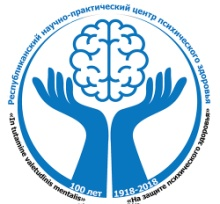 Республиканский научно-практический центр психического здоровья
«In tutamine valetudinis mentalis»
100 лет
1918-2018
«На защите психического здоровья»